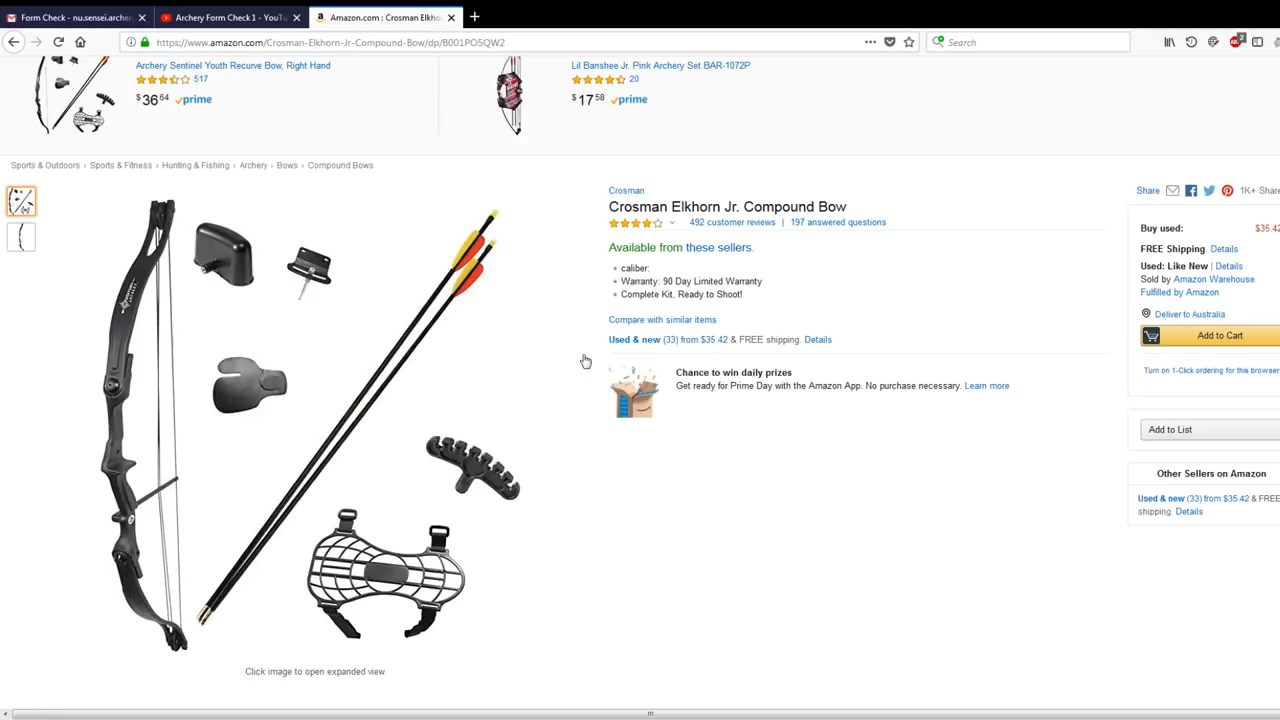 Form Check - nu.sensei.archer
Archery Form Check 1 - YouTu
Amazon.com : Crosman Elkhor
https://www.amazon.com/Crosman-Elkhorn-Jr-Compound-Bow/dp/B001PO5QW2
Search
2
Archery Sentinel Youth Recurve Bow, Right Hand
517
$36 64 prime
Lil Banshee Jr. Pink Archery Set BAR-1072P
20
$17 58 prime
Sports & Outdoors › Sports & Fitness › Hunting & Fishing › Archery › Bows › Compound Bows
Crosman
Crosman Elkhorn Jr. Compound Bow
492 customer reviews | 197 answered questions
Available from these sellers.
• caliber:
• Warranty: 90 Day Limited Warranty
• Complete Kit, Ready to Shoot!
Compare with similar items
Used & new (33) from $35.42 & FREE shipping. Details
Chance to win daily prizes
Get ready for Prime Day with the Amazon App. No purchase necessary. Learn more
Click image to open expanded view
Share 1K+ Share
Buy used: $35.42
FREE Shipping. Details
Used: Like New | Details
Sold by Amazon Warehouse
Fulfilled by Amazon
Deliver to Australia
Add to Cart
Turn on 1-Click ordering for this browser
Add to List
Other Sellers on Amazon
Used & new (33) from $35.42 & FREE
shipping. Details